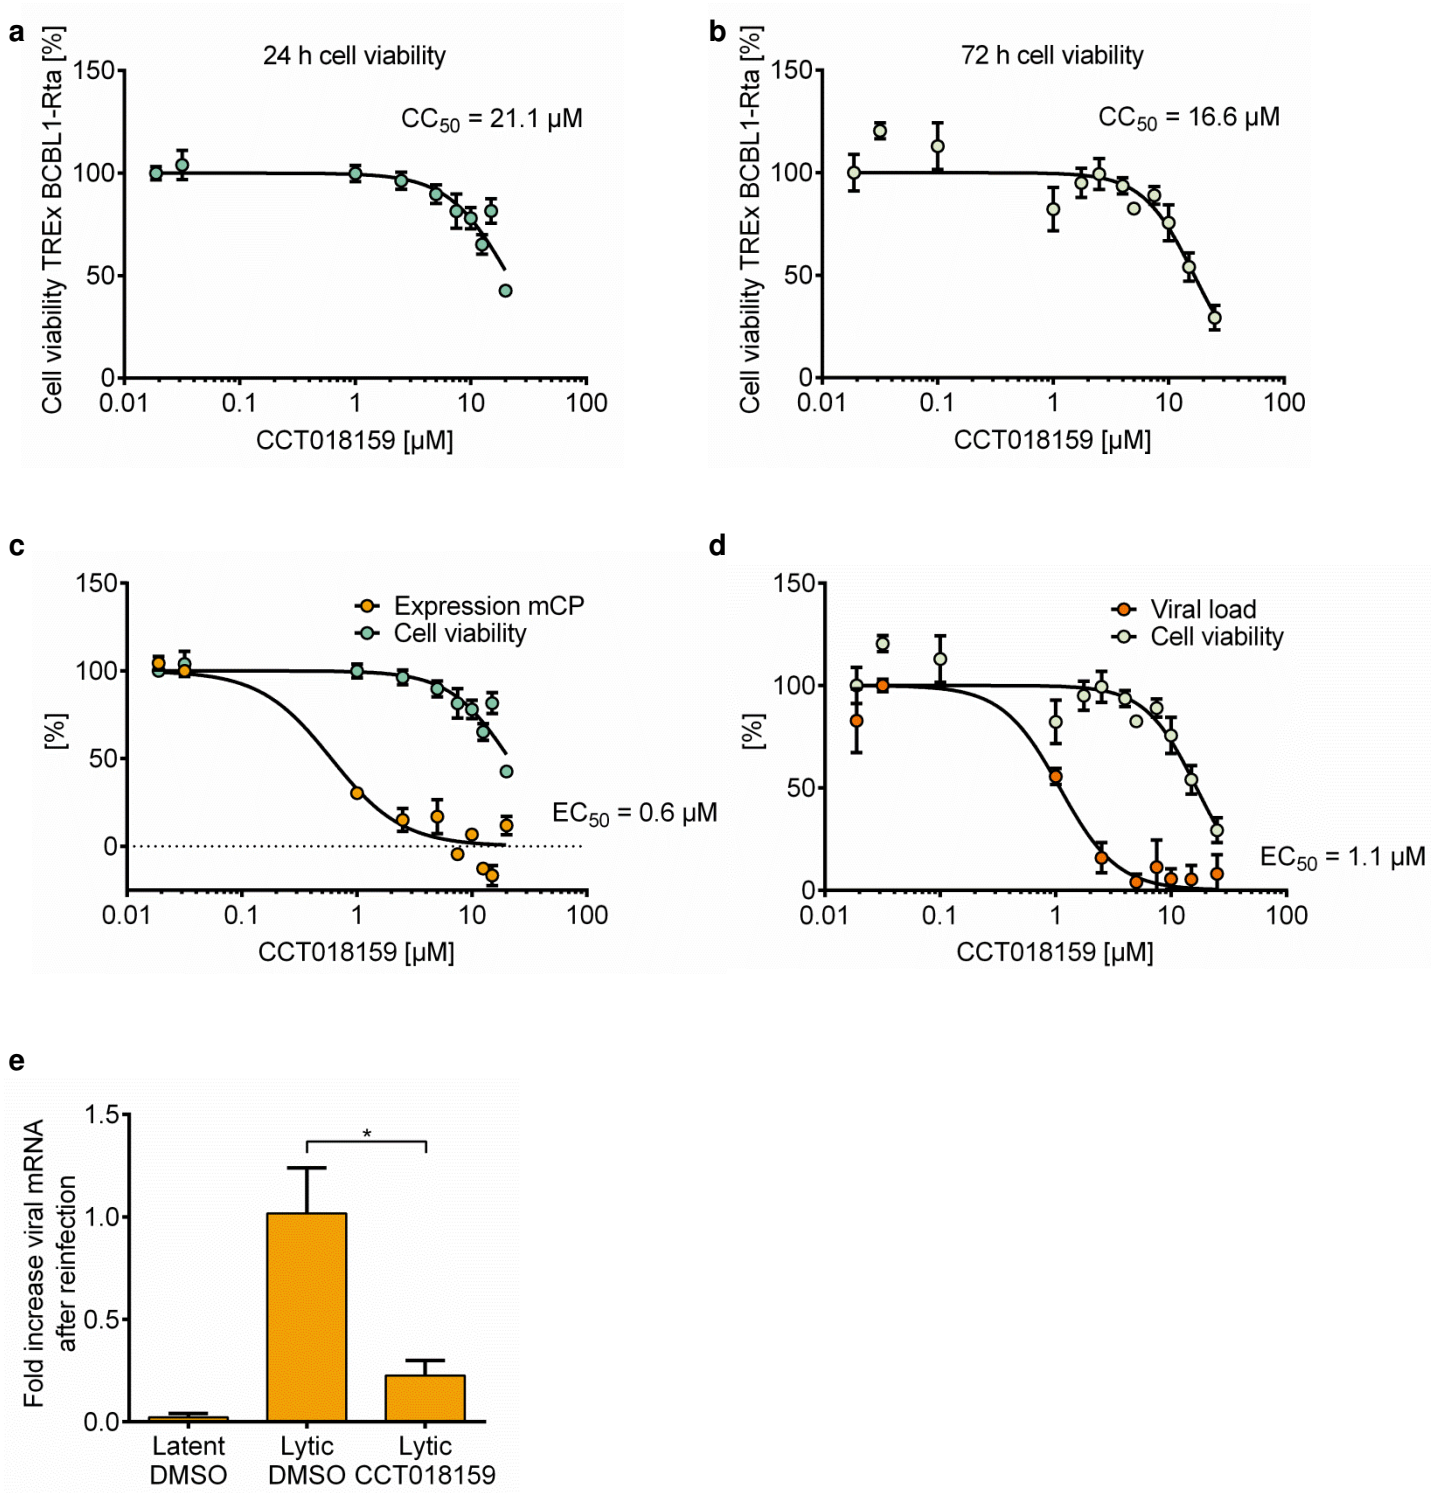 a
24 h cell viability
CC50 = 21.1 µM
Cell viability TREx BCBL1-Rta [%]
150
100
50
0
0.01 0.1 1 10 100
CCT018159 [µM]
b
72 h cell viability
CC50 = 16.6 µM
Cell viability TREx BCBL1-Rta [%]
150
100
50
0
0.01 0.1 1 10 100
CCT018159 [µM]
c
Expression mCP
Cell viability
EC50 = 0.6 µM
[%]
150
100
50
0
0.01 0.1 1 10 100
CCT018159 [µM]
d
Viral load
Cell viability
EC50 = 1.1 µM
[%]
150
100
50
0
0.01 0.1 1 10 100
CCT018159 [µM]
e
Fold increase viral mRNA
after reinfection
1.5
1.0
0.5
0.0
*
Latent
DMSO
Lytic
DMSO
Lytic
CCT018159